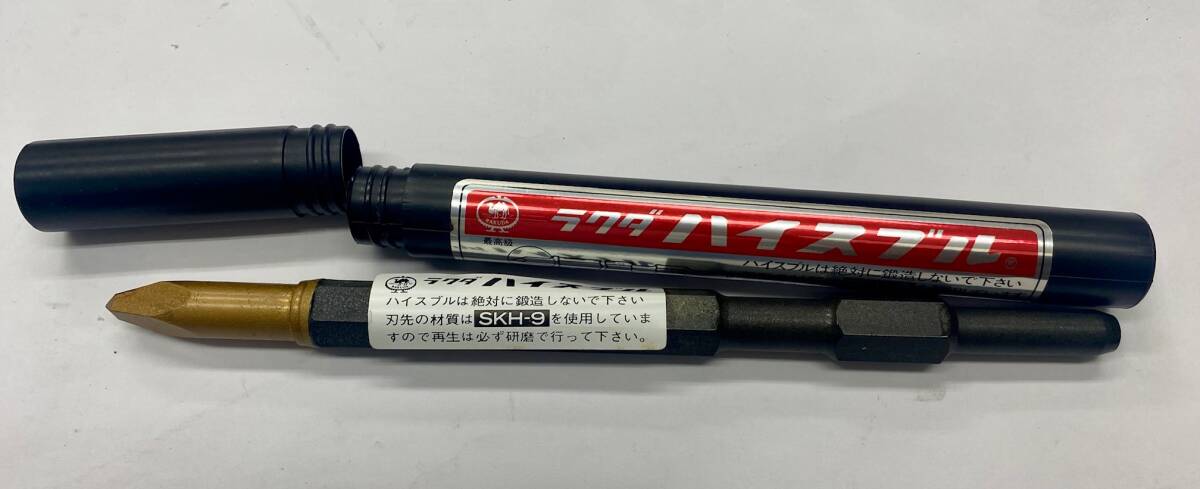 RAKUDA
ラクダハイスブル®
最高級
ハイスブルは絶対に鍛造しないで下さい
ラクダ ハイスブル
ハイスブルは絶対に鍛造しないで下さい
刃先の材質はSKH-9を使用していま
すので再生は必ず研磨で行って下さい。